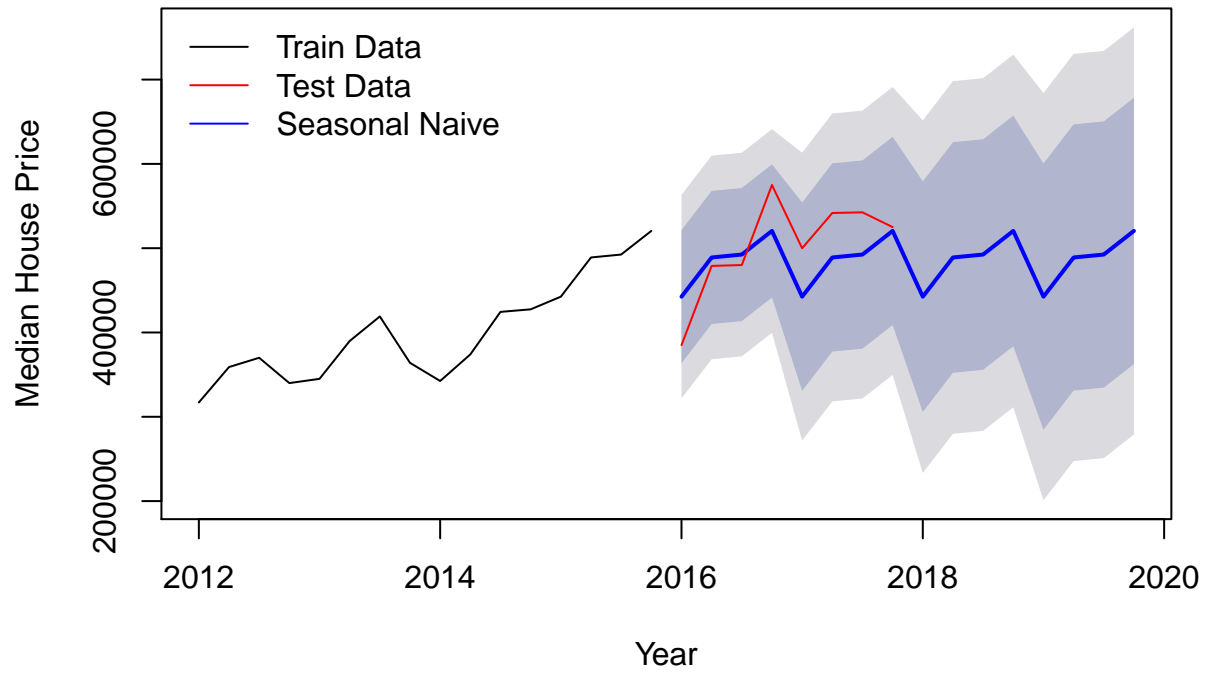 Train Data
Test Data
Seasonal Naive
Median House Price
600000
400000
200000
2012 2014 2016 2018 2020
Year